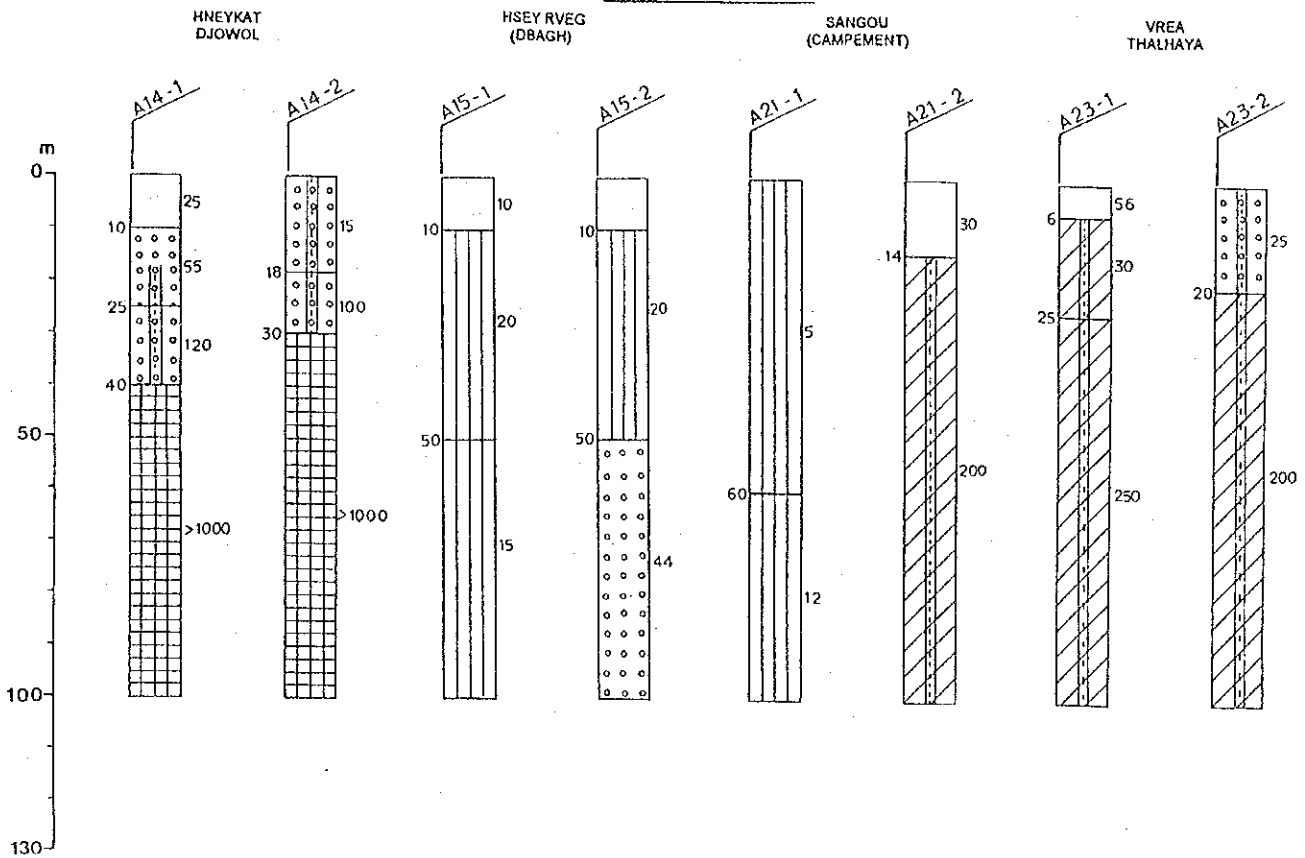 HNEYKAT
DJOWOL
HSEY RVEG
(DBAGH)
SANGOU
(CAMPEMENT)
VREA
THALHAYA
A14-1
A14-2
A15-1
A15-2
A21-1
A21-2
A23-1
A23-2
m
0
50
100
130
25
10
55
25
120
40
>1000
15
18
100
30
>1000
10
10
20
50
15
10
20
50
44
5
60
12
30
14
200
56
6
30
25
250
25
20
200